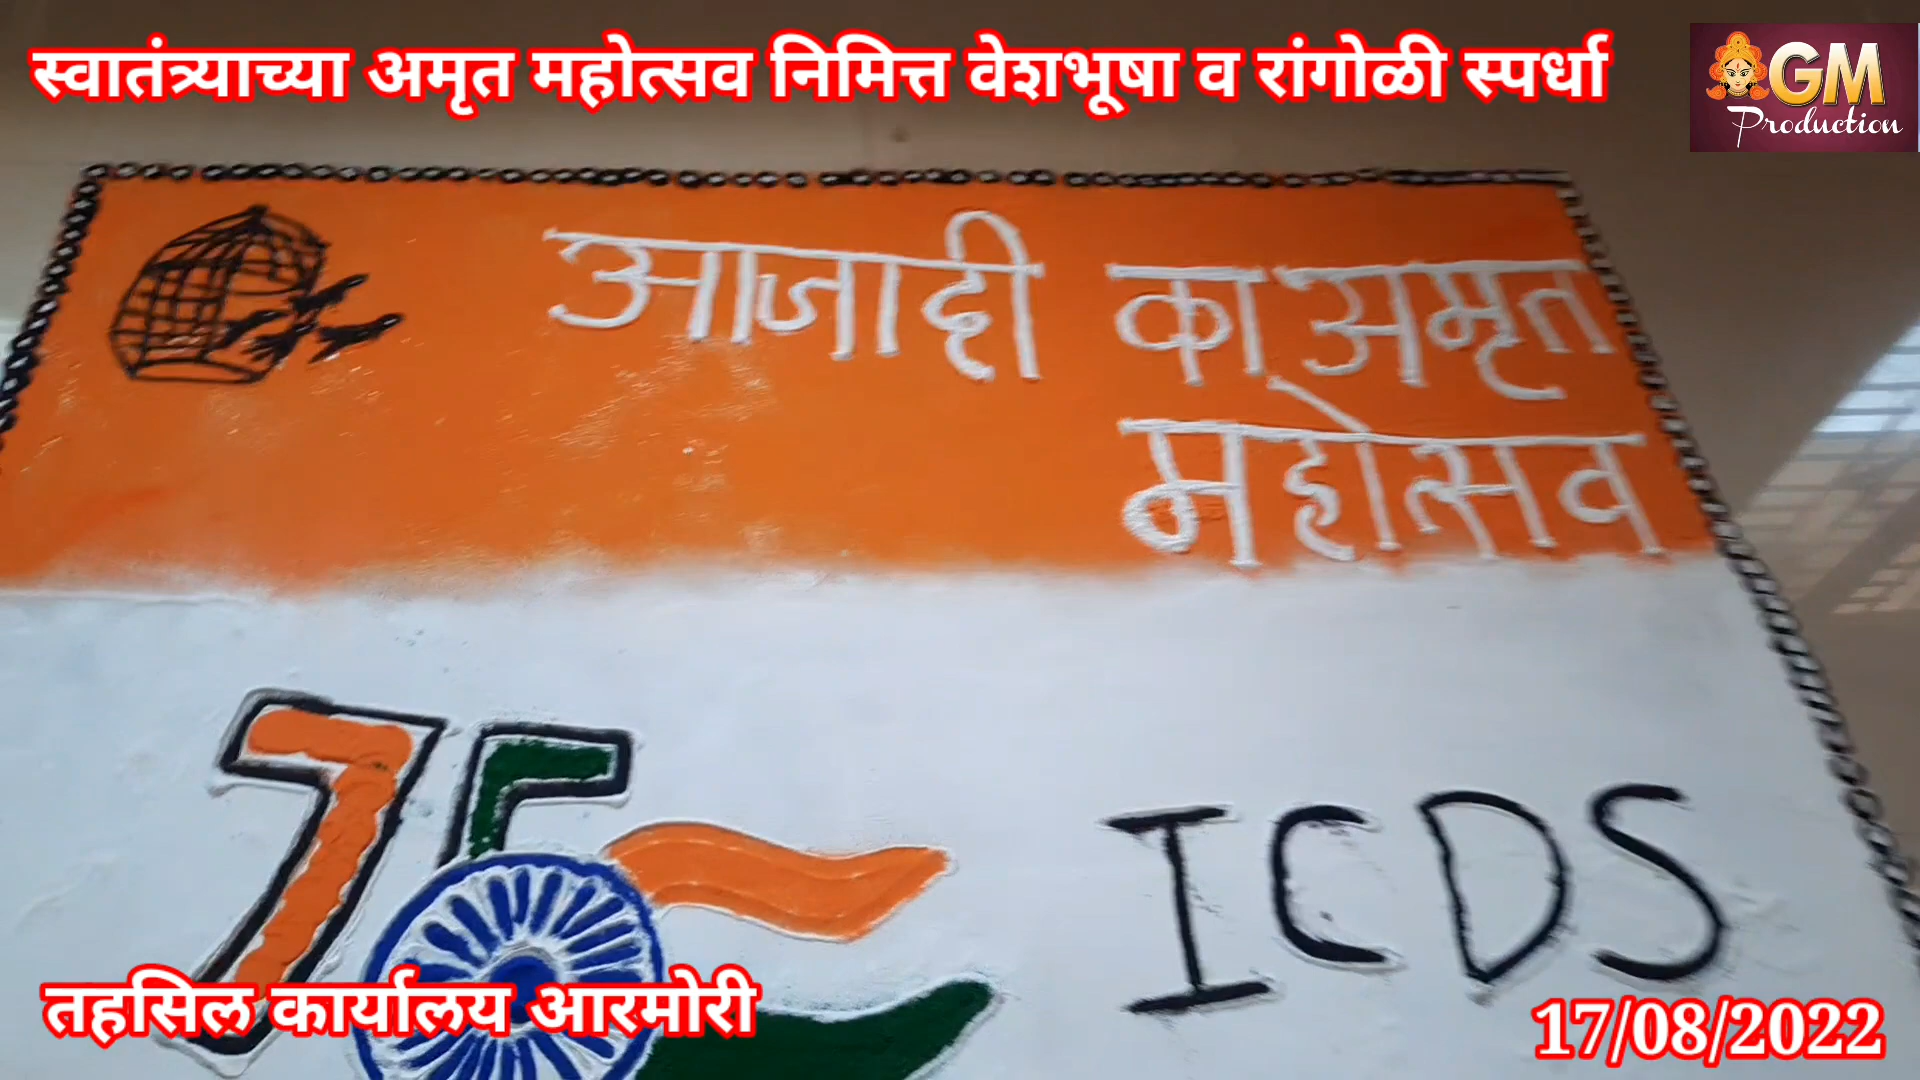 स्वातंत्र्याच्या अमृत महोत्सव निमित्त वेशभूषा व रांगोळी स्पर्धा
GM
Production
आजादी का अमृत
महोत्सव
75
ICDS
तहसिल कार्यालय आरमोरी
17/08/2022